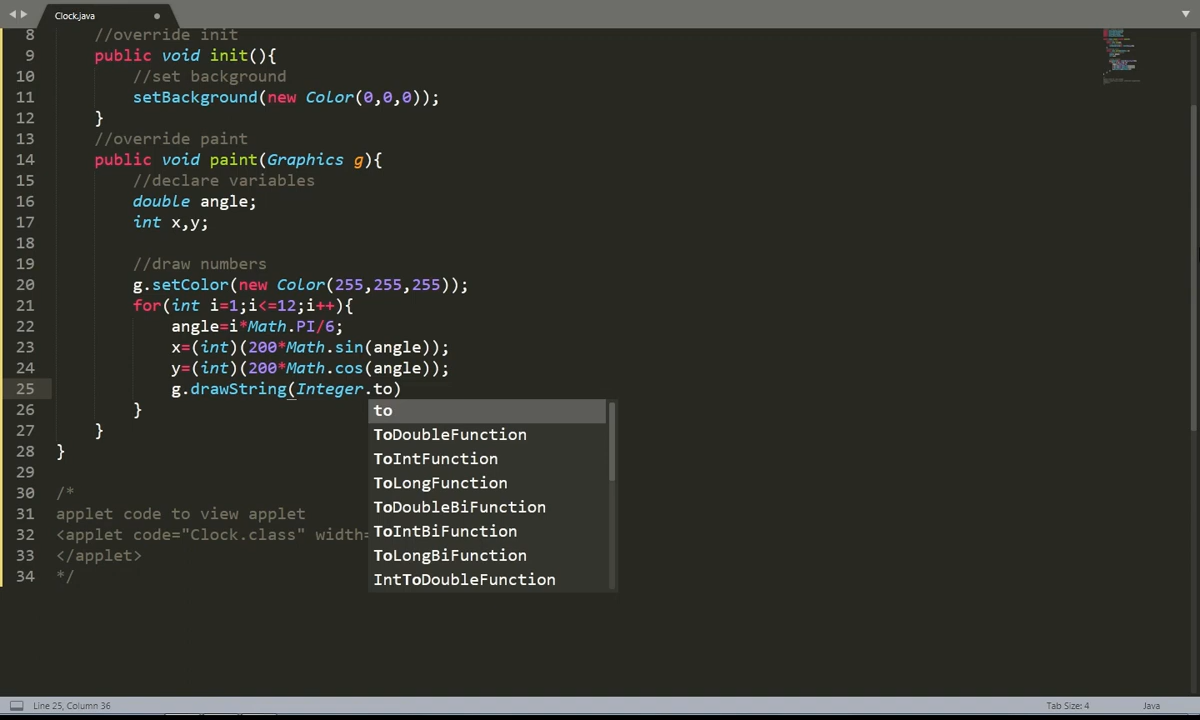 Clock.java
8 //override init
9 public void init(){
10 //set background
11 setBackground(new Color(0,0,0));
12 }
13 //override paint
14 public void paint(Graphics g){
15 //declare variables
16 double angle;
17 int x,y;
18
19 //draw numbers
20 g.setColor(new Color(255,255,255));
21 for(int i=1;i<=12;i++){
22 angle=i*Math.PI/6;
23 x=(int)(200*Math.sin(angle));
24 y=(int)(200*Math.cos(angle));
25 g.drawString(Integer.to)
26 }
to
27 }
ToDoubleFunction
28 }
ToIntFunction
29
ToLongFunction
30 /*
ToDoubleBiFunction
31 applet code to view applet
32 <applet code="Clock.class" width=
ToIntBiFunction
33 </applet>
ToLongBiFunction
34 */
IntToDoubleFunction
Line 25, Column 36
Tab Size: 4
Java